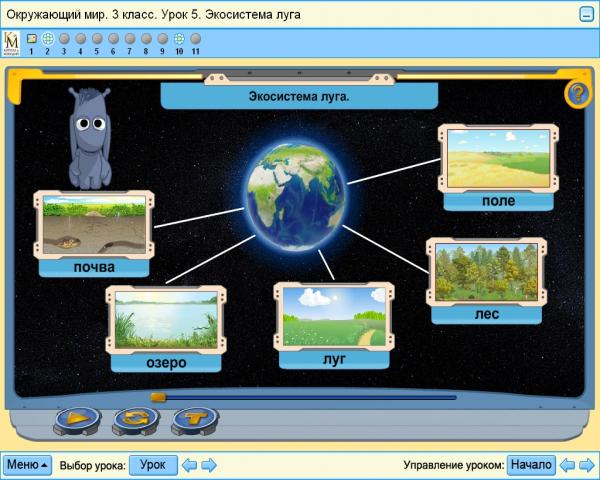 Окружающий мир. 3 класс. Урок 5. Экосистема луга
КМ
1 2 3 4 5 6 7 8 9 10 11
Экосистема луга.
?
поле
почва
лес
озеро
луг
Т
Меню Выбор урока: Урок Управление уроком: Начало